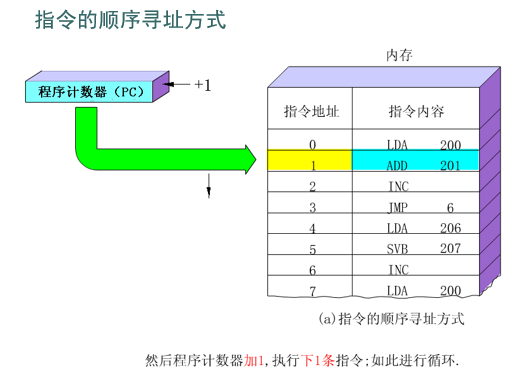 指令的顺序寻址方式
内存
程序计数器（PC）
+1
指令地址 指令内容
0 LDA 200
1 ADD 201
2 INC
3 JMP 6
4 LDA 206
5 SVB 207
6 INC
7 LDA 200
(a)指令的顺序寻址方式
然后程序计数器加1,执行下1条指令;如此进行循环.